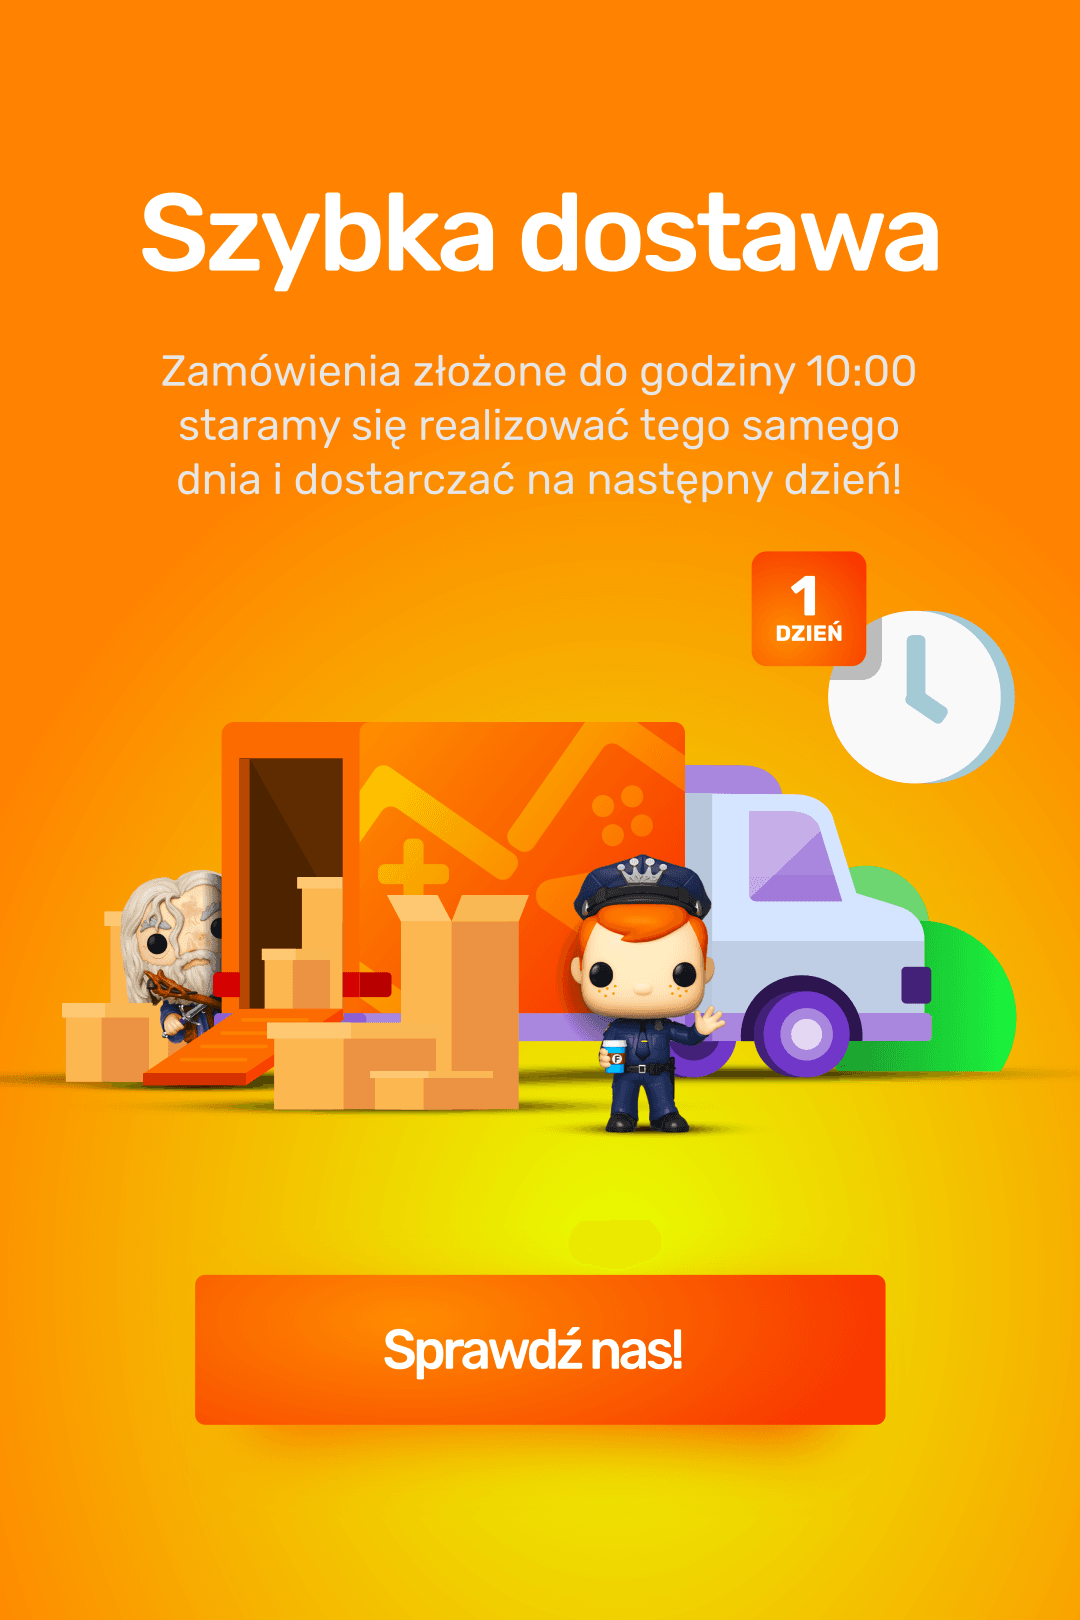 Szybka dostawa
Zamówienia złożone do godziny 10:00
staramy się realizować tego samego
dnia i dostarczać na następny dzień!
1
DZIEŃ
F
Sprawdź nas!